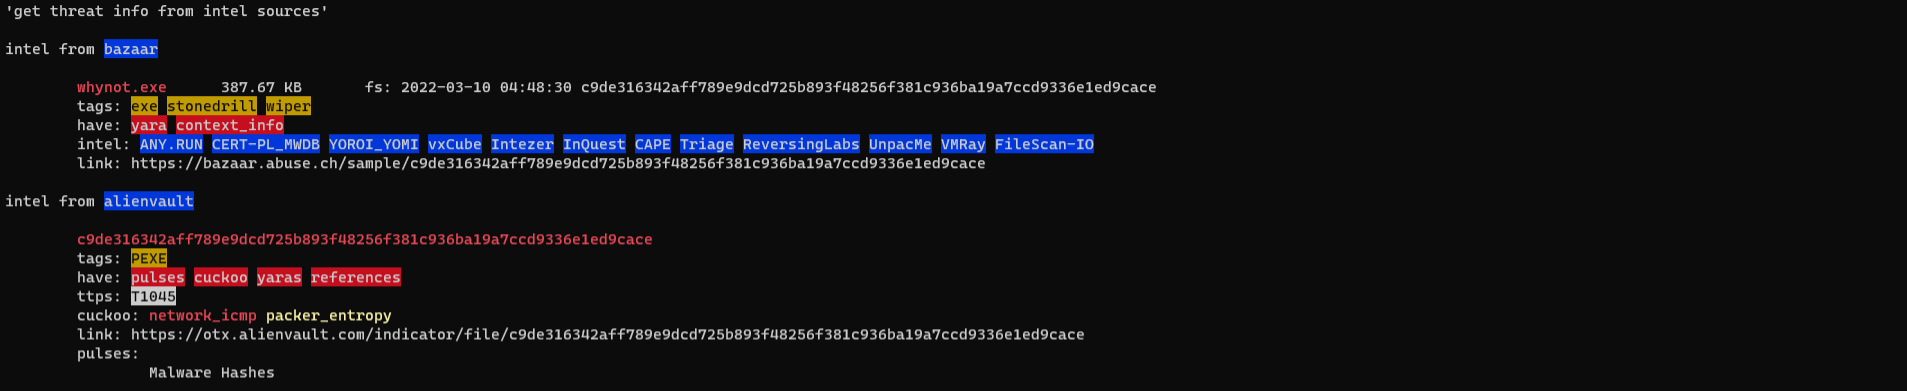 'get threat info from intel sources'
intel from bazaar
whynot.exe 387.67 KB fs: 2022-03-10 04:48:30 c9de316342aff789e9dcd725b893f48256f381c936ba19a7ccd9336e1ed9cace
tags: exe stonedrill wiper
have: yara context_info
intel: ANY.RUN CERT-PL_MWDB YOROI_YOMI vxCube Intezer InQuest CAPE Triage ReversingLabs UnpacMe VMRay FileScan-IO
link: https://bazaar.abuse.ch/sample/c9de316342aff789e9dcd725b893f48256f381c936ba19a7ccd9336e1ed9cace
intel from alienvault
c9de316342aff789e9dcd725b893f48256f381c936ba19a7ccd9336e1ed9cace
tags: PEXE
have: pulses cuckoo yaras references
ttps: T1045
cuckoo: network_icmp packer_entropy
link: https://otx.alienvault.com/indicator/file/c9de316342aff789e9dcd725b893f48256f381c936ba19a7ccd9336e1ed9cace
pulses:
Malware Hashes